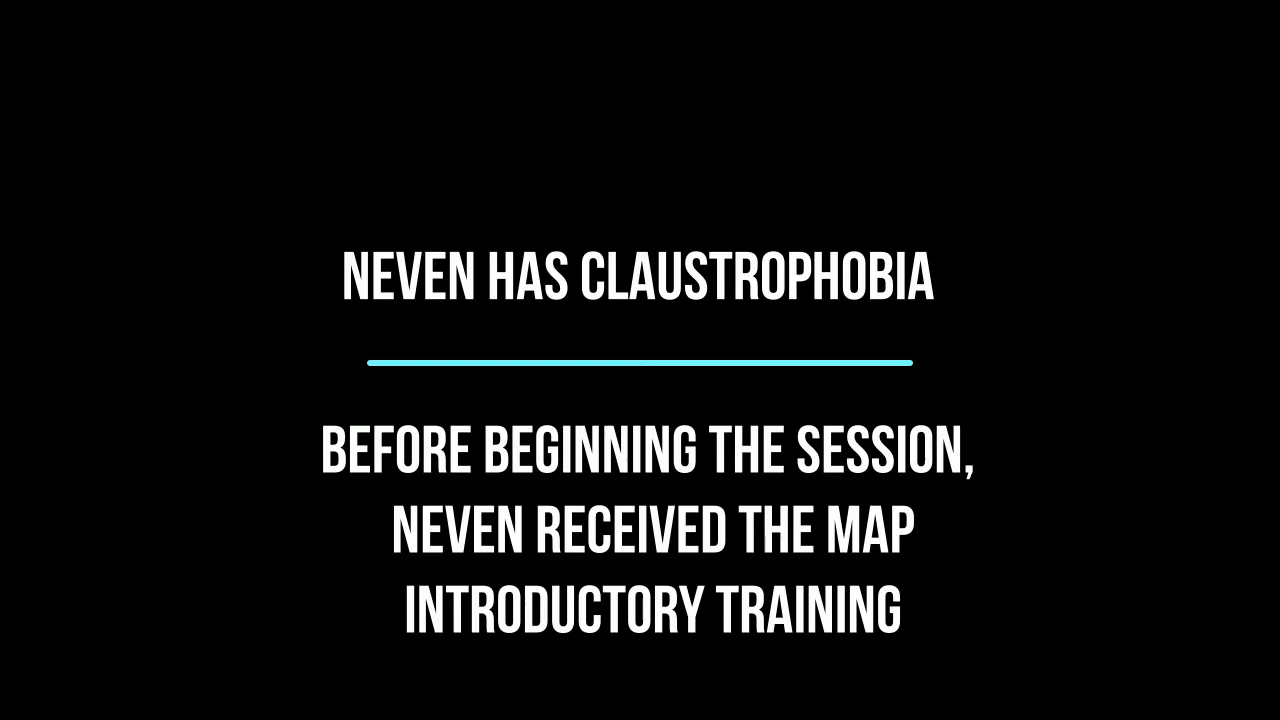 NEVEN HAS CLAUSTROPHOBIA
BEFORE BEGINNING THE SESSION,
NEVEN RECEIVED THE MAP
INTRODUCTORY TRAINING